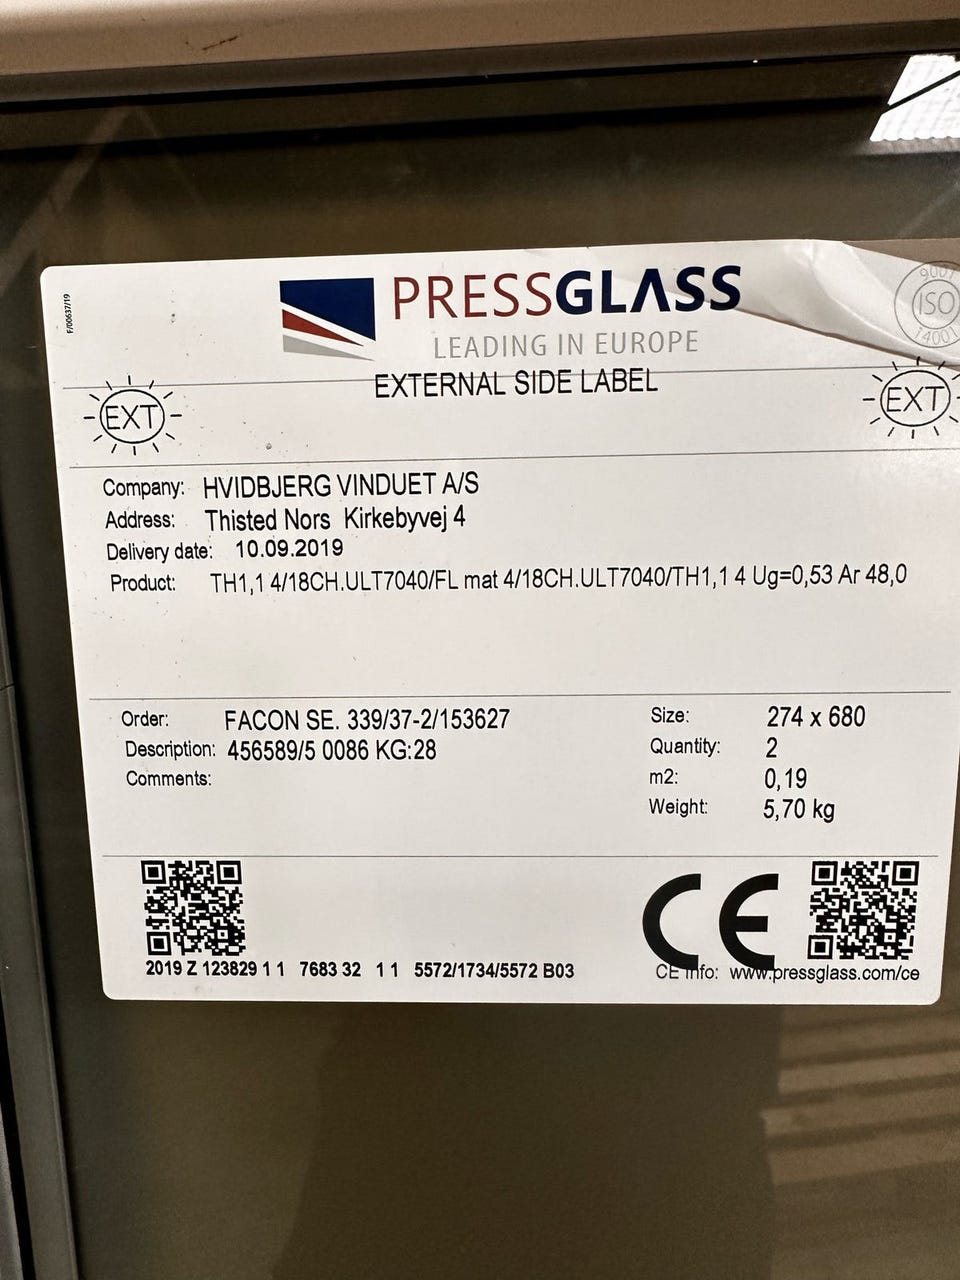 F/00637/19
PRESSGLASS
LEADING IN EUROPE
9001
ISO
14001
EXTERNAL SIDE LABEL
EXT
EXT
Company: HVIDBJERG VINDUET A/S
Address: Thisted Nors Kirkebyvej 4
Delivery date: 10.09.2019
Product: TH1,1 4/18CH.ULT7040/FL mat 4/18CH.ULT7040/TH1,1 4 Ug=0,53 Ar 48,0
Order: FACON SE. 339/37-2/153627
Description: 456589/5 0086 KG:28
Comments:
Size: 274 x 680
Quantity: 2
m2: 0,19
Weight: 5,70 kg
CE
2019 Z 123829 1 1 7683 32 1 1 5572/1734/5572 B03
CE info: www.pressglass.com/ce